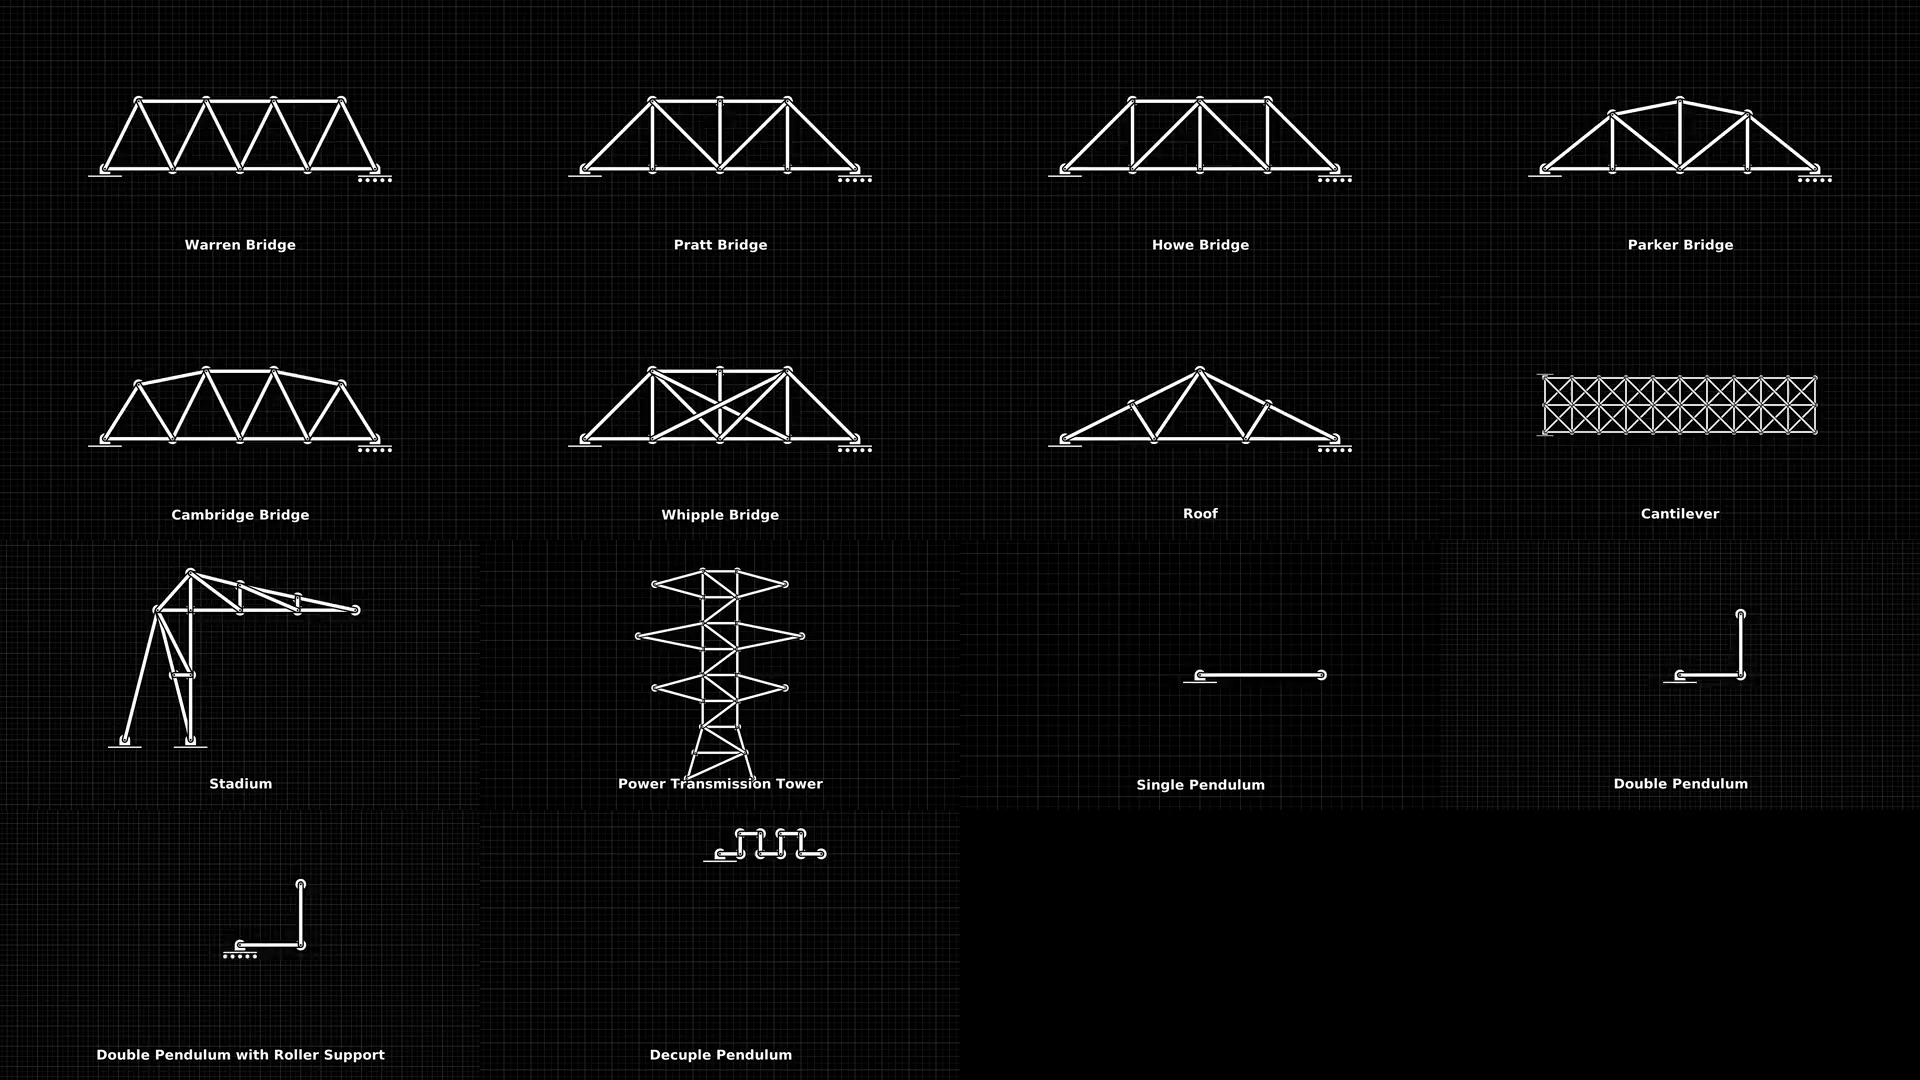 Warren Bridge
Pratt Bridge
Howe Bridge
Parker Bridge
Cambridge Bridge
Whipple Bridge
Roof
Cantilever
Stadium
Power Transmission Tower
Single Pendulum
Double Pendulum
Double Pendulum with Roller Support
Decuple Pendulum